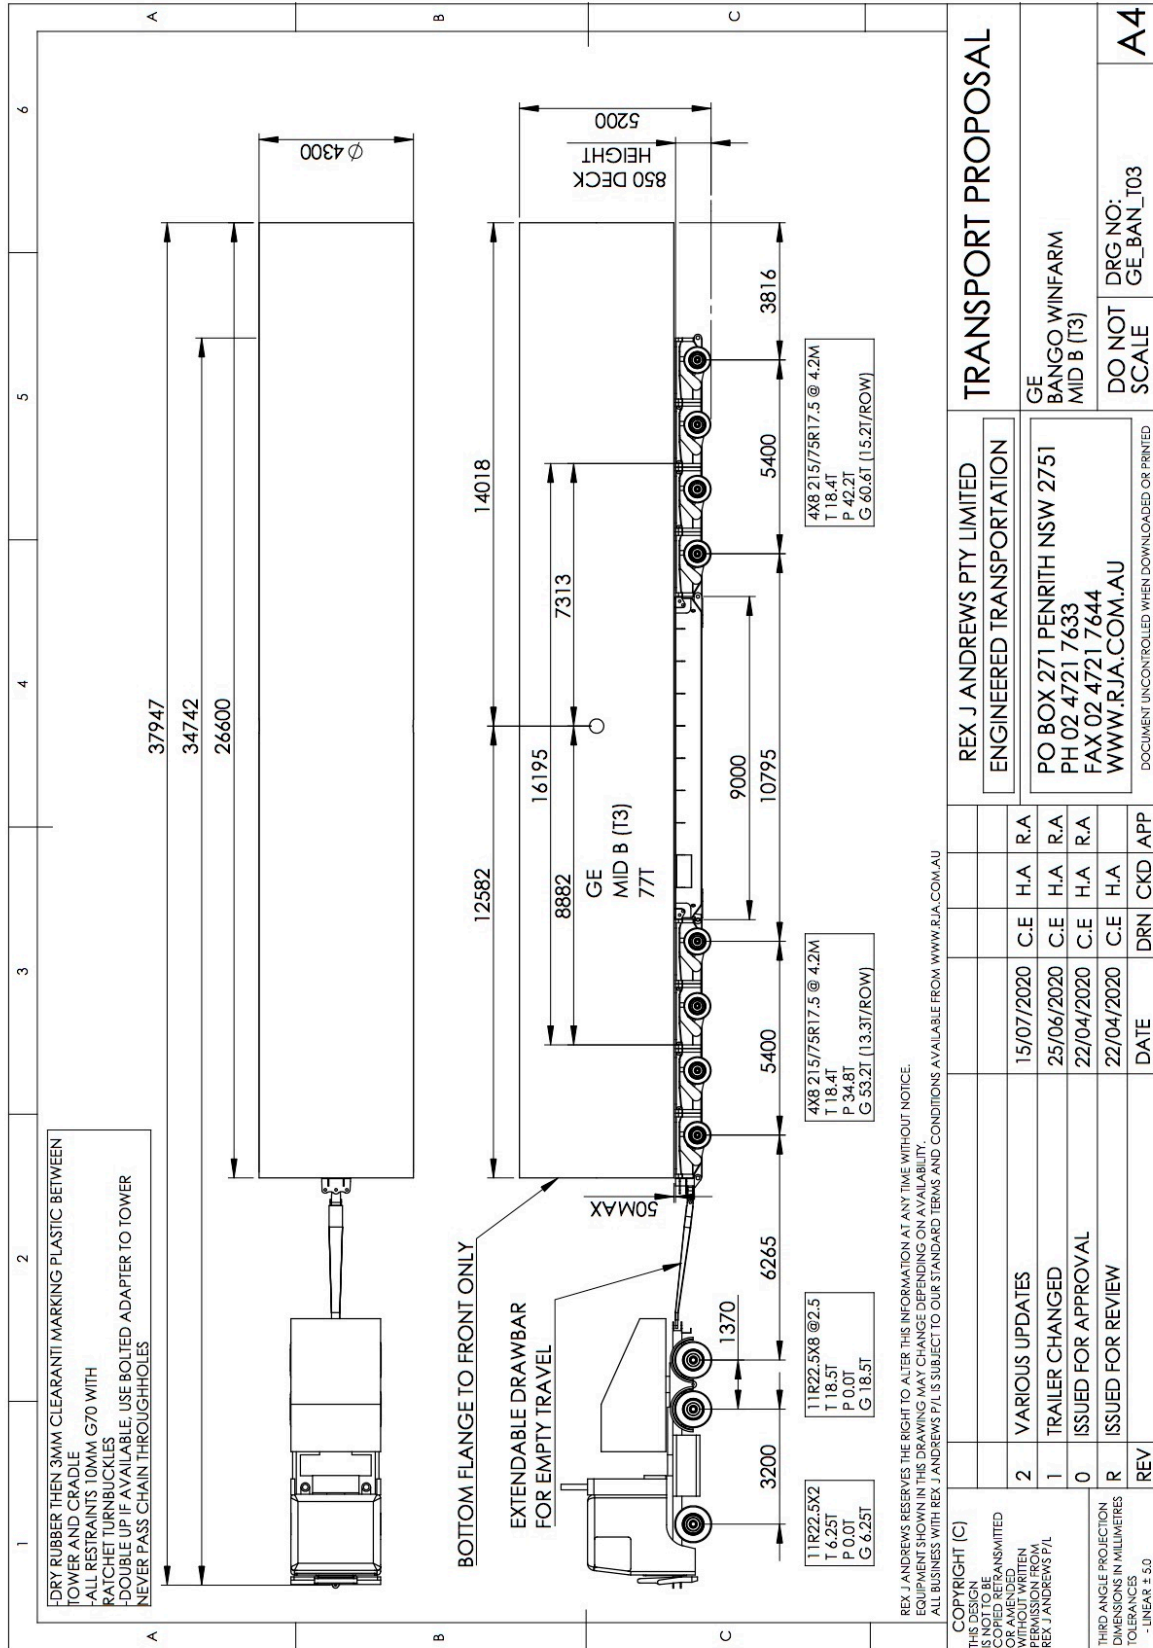 1
2
3
4
5
6
A
B
C
A
B
C
-DRY RUBBER THEN 3MM CLEARANTI MARKING PLASTIC BETWEEN
TOWER AND CRADLE
-ALL RESTRAINTS 10MM G70 WITH
RATCHET TURNBUCKLES
-DOUBLE UP IF AVAILABLE, USE BOLTED ADAPTER TO TOWER
NEVER PASS CHAIN THROUGHHOLES
37947
34742
26600
Ø 4300
BOTTOM FLANGE TO FRONT ONLY
EXTENDABLE DRAWBAR
FOR EMPTY TRAVEL
12582
14018
16195
8882
7313
GE
MID B (T3)
77T
50MAX
5200
850 DECK
HEIGHT
9000
3200
1370
6265
5400
10795
5400
3816
11R22.5X2
T 6.25T
P 0.0T
G 6.25T
11R22.5X8 @2.5
T 18.5T
P 0.0T
G 18.5T
4X8 215/75R17.5 @ 4.2M
T 18.4T
P 34.8T
G 53.2T (13.3T/ROW)
4X8 215/75R17.5 @ 4.2M
T 18.4T
P 42.2T
G 60.6T (15.2T/ROW)
REX J ANDREWS RESERVES THE RIGHT TO ALTER THIS INFORMATION AT ANY TIME WITHOUT NOTICE.
EQUIPMENT SHOWN IN THIS DRAWING MAY CHANGE DEPENDING ON AVAILABILITY.
ALL BUSINESS WITH REX J ANDREWS P/L IS SUBJECT TO OUR STANDARD TERMS AND CONDITIONS AVAILABLE FROM WWW.RJA.COM.AU
COPYRIGHT (C)
THIS DESIGN
IS NOT TO BE
COPIED RETRANSMITTED
OR AMENDED
WITHOUT WRITTEN
PERMISSION FROM
REX J ANDREWS P/L
THIRD ANGLE PROJECTION
DIMENSIONS IN MILLIMETRES
TOLERANCES
- LINEAR ± 5.0
2 VARIOUS UPDATES 15/07/2020 C.E H.A R.A
1 TRAILER CHANGED 25/06/2020 C.E H.A R.A
0 ISSUED FOR APPROVAL 22/04/2020 C.E H.A R.A
R ISSUED FOR REVIEW 22/04/2020 C.E H.A
REV DATE DRN CKD APP
REX J ANDREWS PTY LIMITED
ENGINEERED TRANSPORTATION
PO BOX 271 PENRITH NSW 2751
PH 02 4721 7633
FAX 02 4721 7644
WWW.RJA.COM.AU
DOCUMENT UNCONTROLLED WHEN DOWNLOADED OR PRINTED
TRANSPORT PROPOSAL
GE
BANGO WINFARM
MID B (T3)
DO NOT
SCALE
DRG NO:
GE_BAN_T03
A4